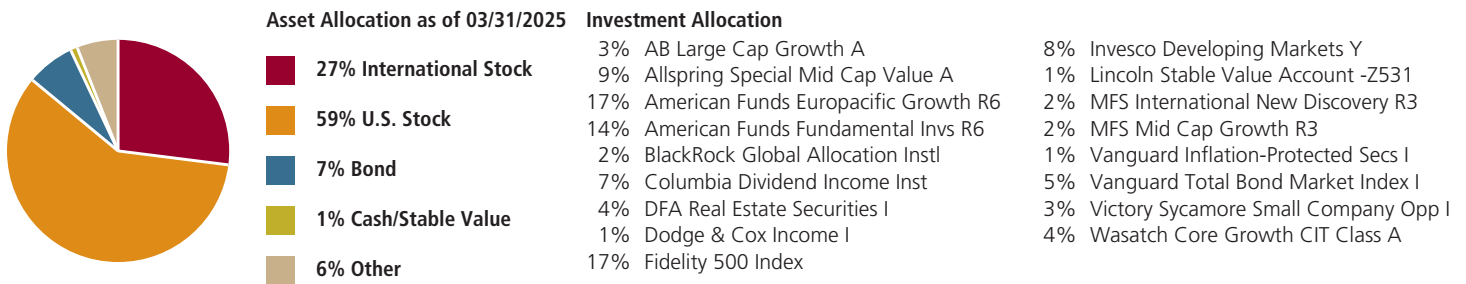 Asset Allocation as of 03/31/2025
27% International Stock
59% U.S. Stock
7% Bond
1% Cash/Stable Value
6% Other
Investment Allocation
3% AB Large Cap Growth A
9% Allspring Special Mid Cap Value A
17% American Funds Europacific Growth R6
14% American Funds Fundamental Invs R6
2% BlackRock Global Allocation Instl
7% Columbia Dividend Income Inst
4% DFA Real Estate Securities I
1% Dodge & Cox Income I
17% Fidelity 500 Index
8% Invesco Developing Markets Y
1% Lincoln Stable Value Account -Z531
2% MFS International New Discovery R3
2% MFS Mid Cap Growth R3
1% Vanguard Inflation-Protected Secs I
5% Vanguard Total Bond Market Index I
3% Victory Sycamore Small Company Opp I
4% Wasatch Core Growth CIT Class A